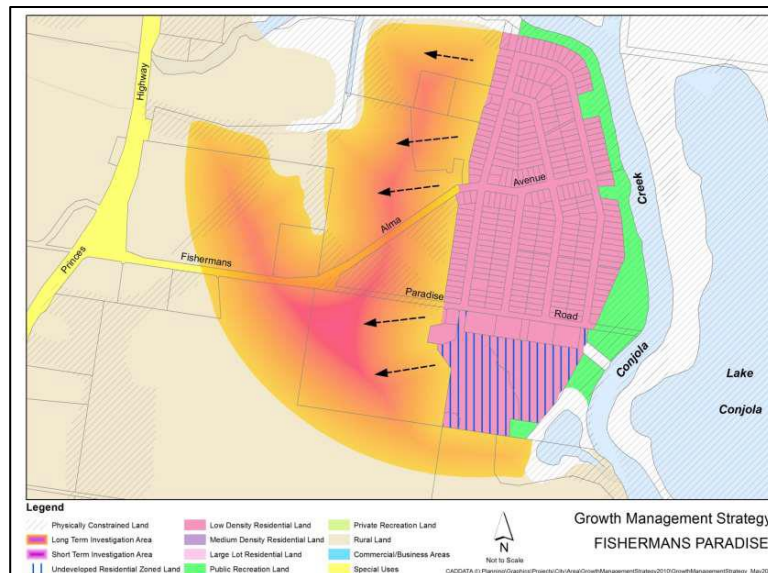 Highway
Princes
Fishermans
Alma
Avenue
Paradise
Road
Creek
Conjola
Lake
Conjola
Legend
Physically Constrained Land
Long Term Investigation Area
Short Term Investigation Area
Undeveloped Residential Zoned Land
Low Density Residential Land
Medium Density Residential Land
Large Lot Residential Land
Public Recreation Land
Private Recreation Land
Rural Land
Commercial/Business Areas
Special Uses
N
Not to Scale
Growth Management Strategy
FISHERMANS PARADISE